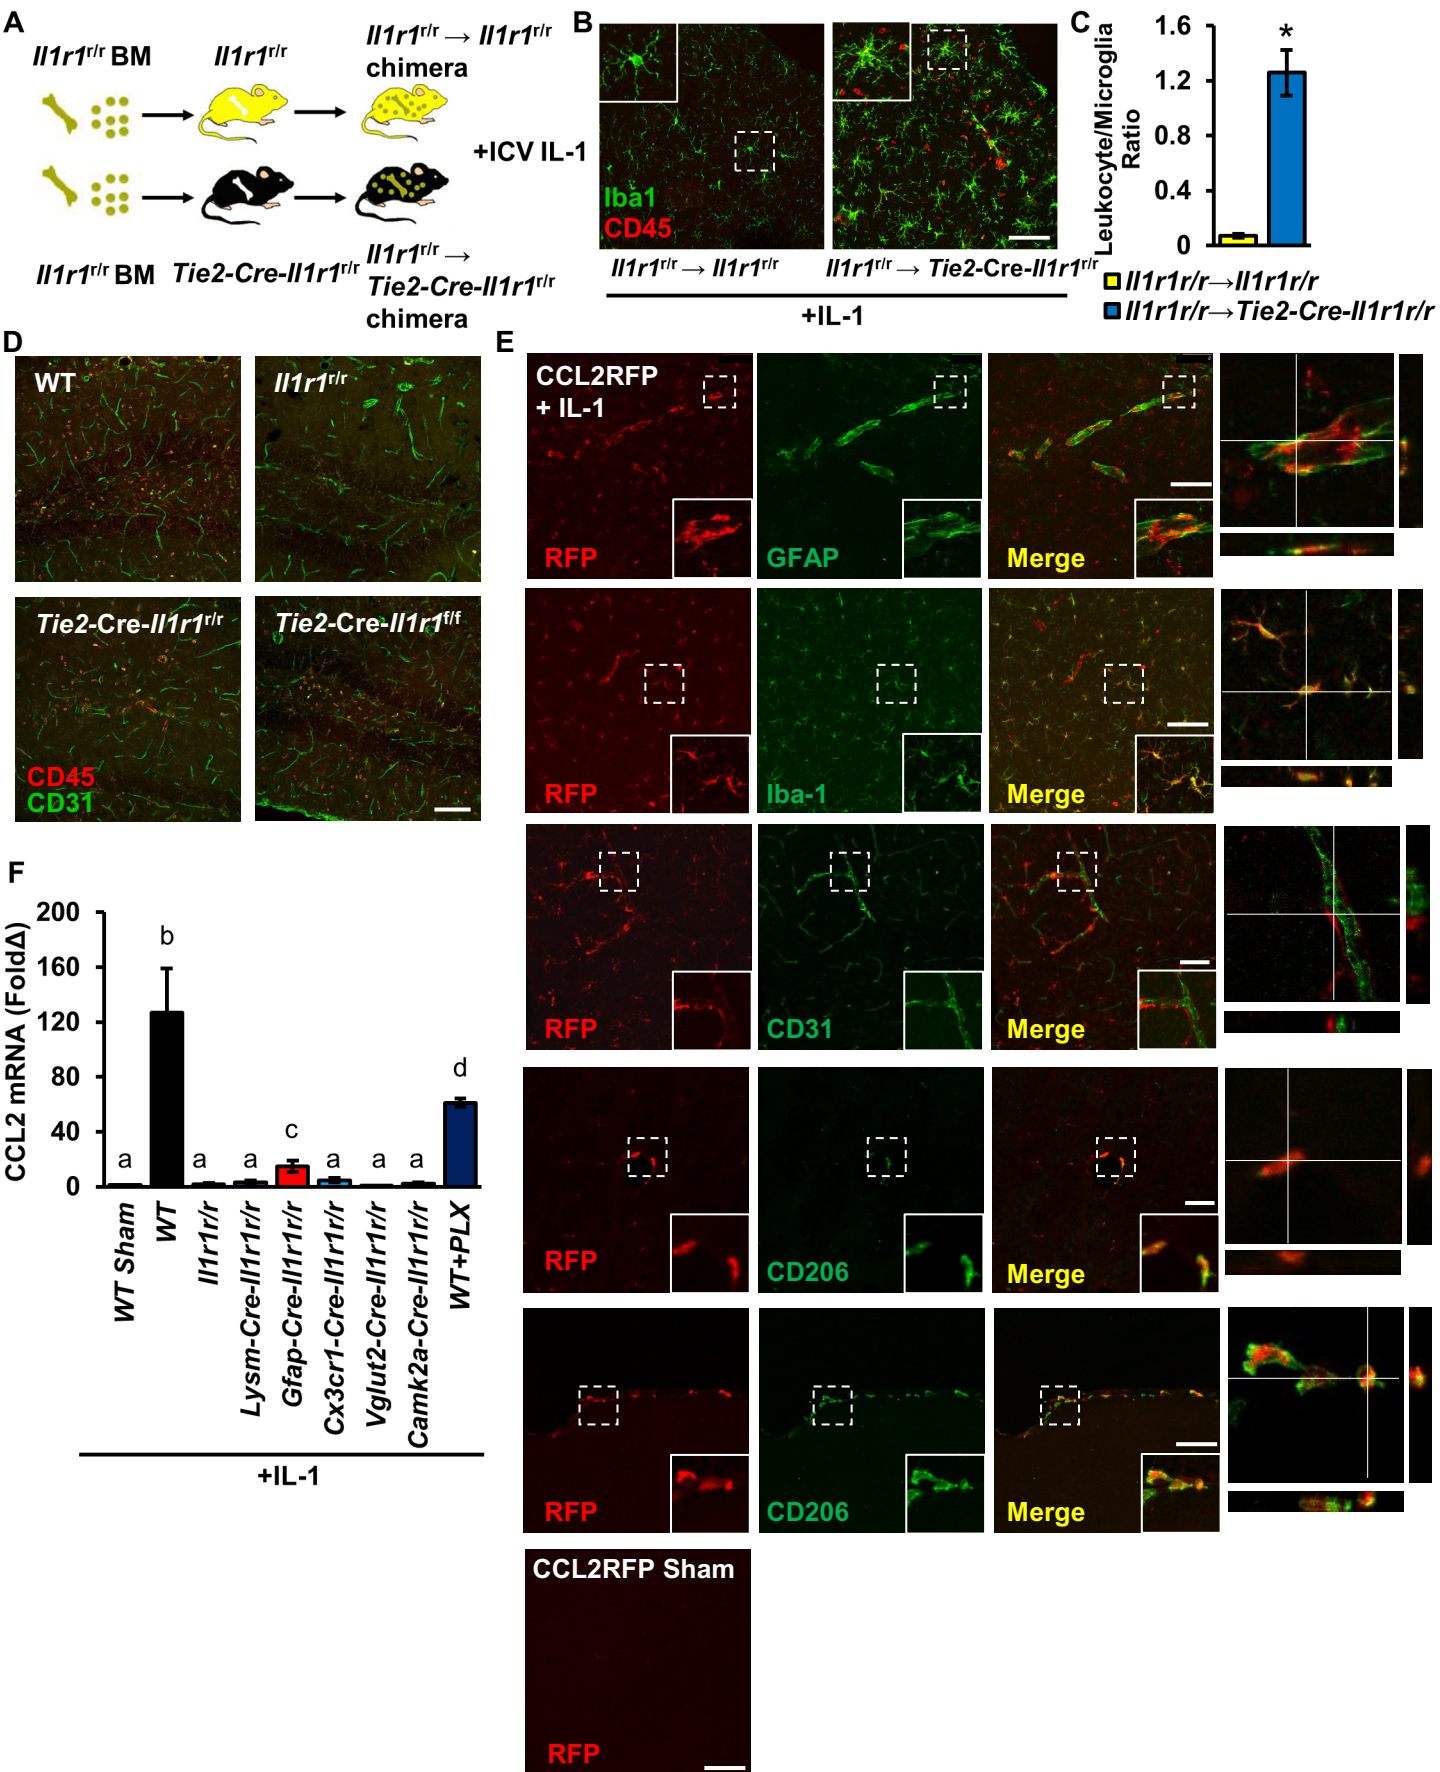 A
Il1r1r/r BM
Il1r1r/r
Il1r1r/r → Il1r1r/r
chimera
+ICV IL-1
Il1r1r/r BM
Tie2-Cre-Il1r1r/r
Il1r1r/r →
Tie2-Cre-Il1r1r/r
chimera
B
Iba1
CD45
Il1r1r/r → Il1r1r/r
Il1r1r/r → Tie2-Cre-Il1r1r/r
+IL-1
C
Leukocyte/Microglia
Ratio
1.6
1.2
0.8
0.4
0
*
Il1r1r/r→Il1r1r/r
Il1r1r/r→Tie2-Cre-Il1r1r/r
D
WT
Il1r1r/r
Tie2-Cre-Il1r1r/r
Tie2-Cre-Il1r1f/f
CD45
CD31
E
CCL2RFP
+ IL-1
RFP
GFAP
Merge
RFP
Iba-1
Merge
RFP
CD31
Merge
RFP
CD206
Merge
RFP
CD206
Merge
CCL2RFP Sham
RFP
F
CCL2 mRNA (FoldΔ)
200
160
120
80
40
0
a
b
a
a
c
a
a
a
d
WT Sham
WT
Il1r1r/r
Lysm-Cre-Il1r1r/r
Gfap-Cre-Il1r1r/r
Cx3cr1-Cre-Il1r1r/r
Vglut2-Cre-Il1r1r/r
Camk2a-Cre-Il1r1r/r
WT+PLX
+IL-1